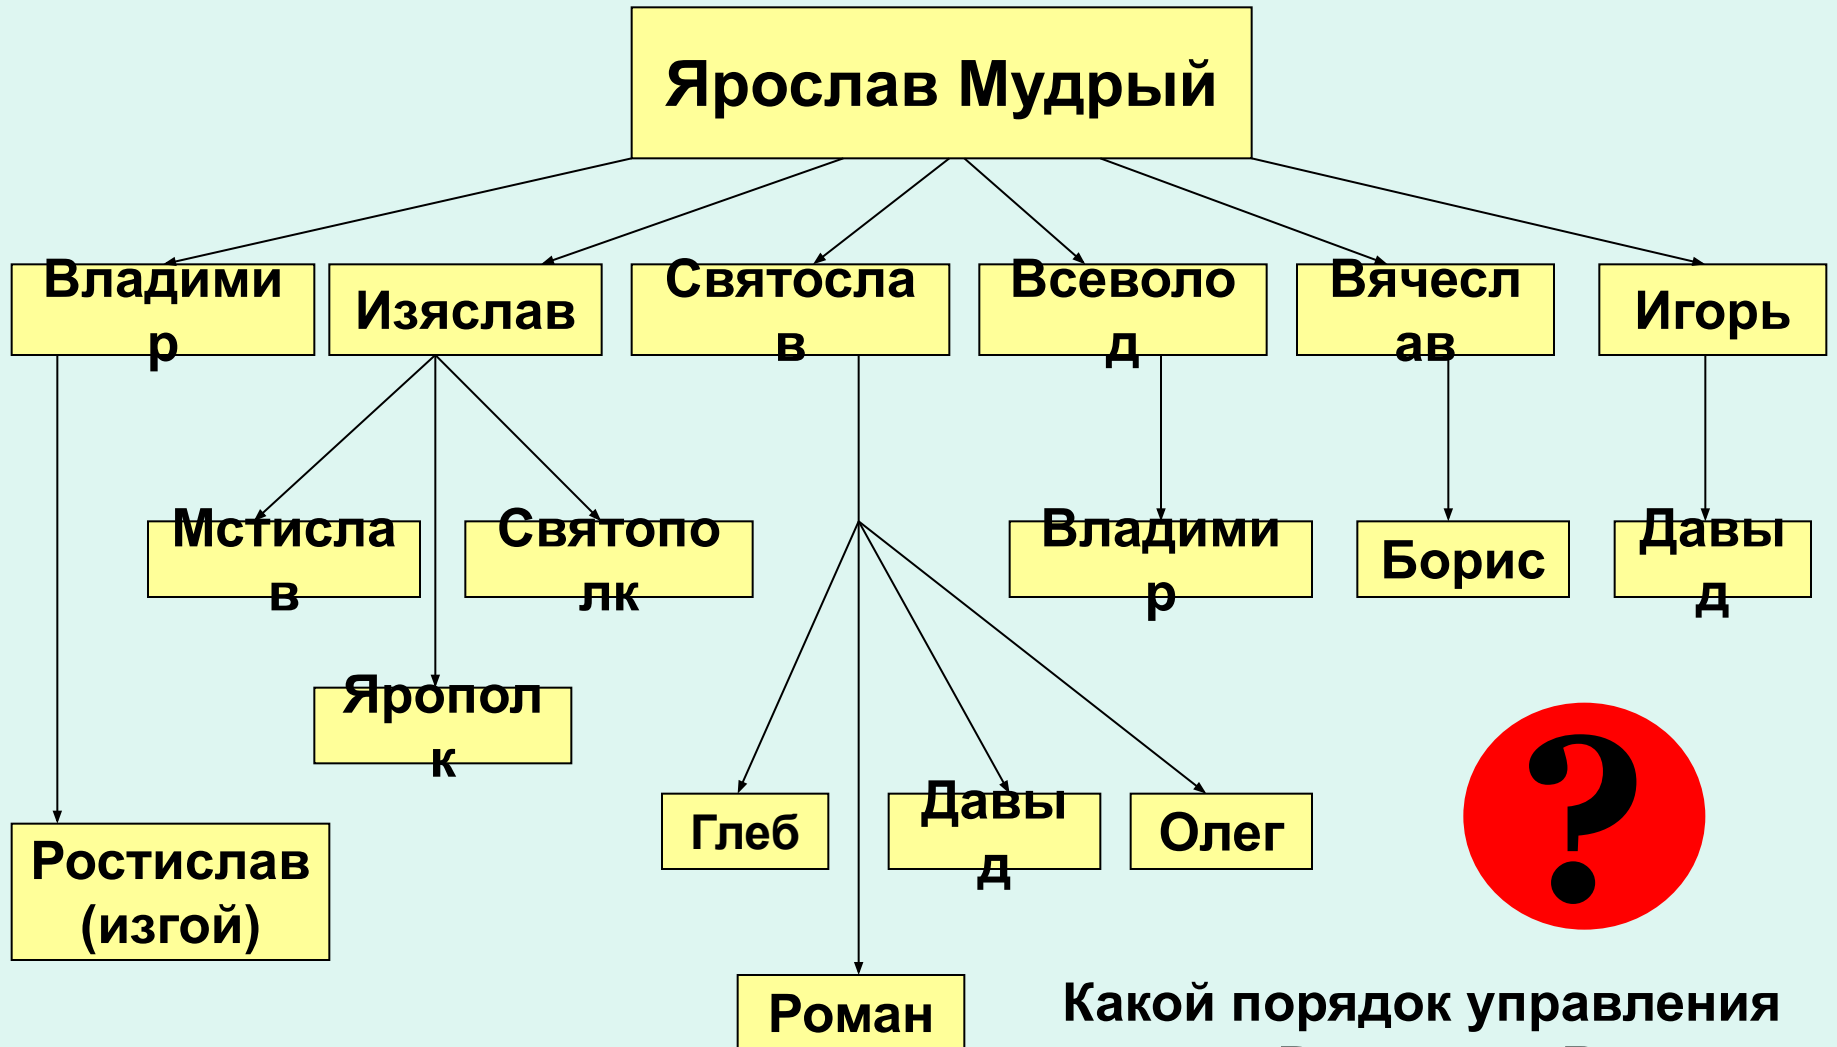 Ярослав Мудрый
Владими
р
Изяслав
Святосла
в
Всеволо
д
Вячесл
ав
Игорь
Мстисла
в
Святопо
лк
Владими
р
Борис
Давы
д
Яропол
к
Глеб
Давы
д
Олег
?
Ростислав
(изгой)
Роман
Какой порядок управления